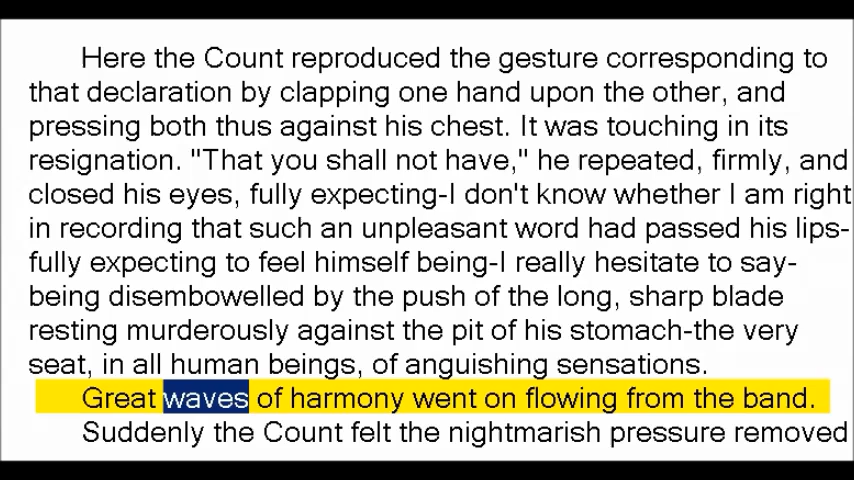 Here the Count reproduced the gesture corresponding to
that declaration by clapping one hand upon the other, and
pressing both thus against his chest. It was touching in its
resignation. "That you shall not have," he repeated, firmly, and
closed his eyes, fully expecting-I don't know whether I am right
in recording that such an unpleasant word had passed his lips-
fully expecting to feel himself being-I really hesitate to say-
being disembowelled by the push of the long, sharp blade
resting murderously against the pit of his stomach-the very
seat, in all human beings, of anguishing sensations.
Great waves of harmony went on flowing from the band.
Suddenly the Count felt the nightmarish pressure removed